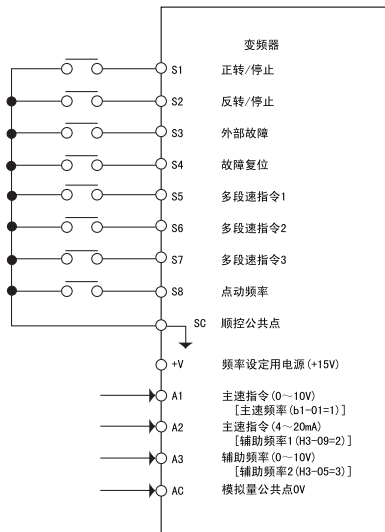 变频器
S1 正转/停止
S2 反转/停止
S3 外部故障
S4 故障复位
S5 多段速指令1
S6 多段速指令2
S7 多段速指令3
S8 点动频率
SC 顺控公共点
+V 频率设定用电源(+15V)
A1 主速指令(0～10V)
[主速频率(b1-01=1)]
A2 主速指令(4～20mA)
[辅助频率1(H3-09=2)]
A3 辅助频率(0～10V)
[辅助频率2(H3-05=3)]
AC 模拟量公共点0V